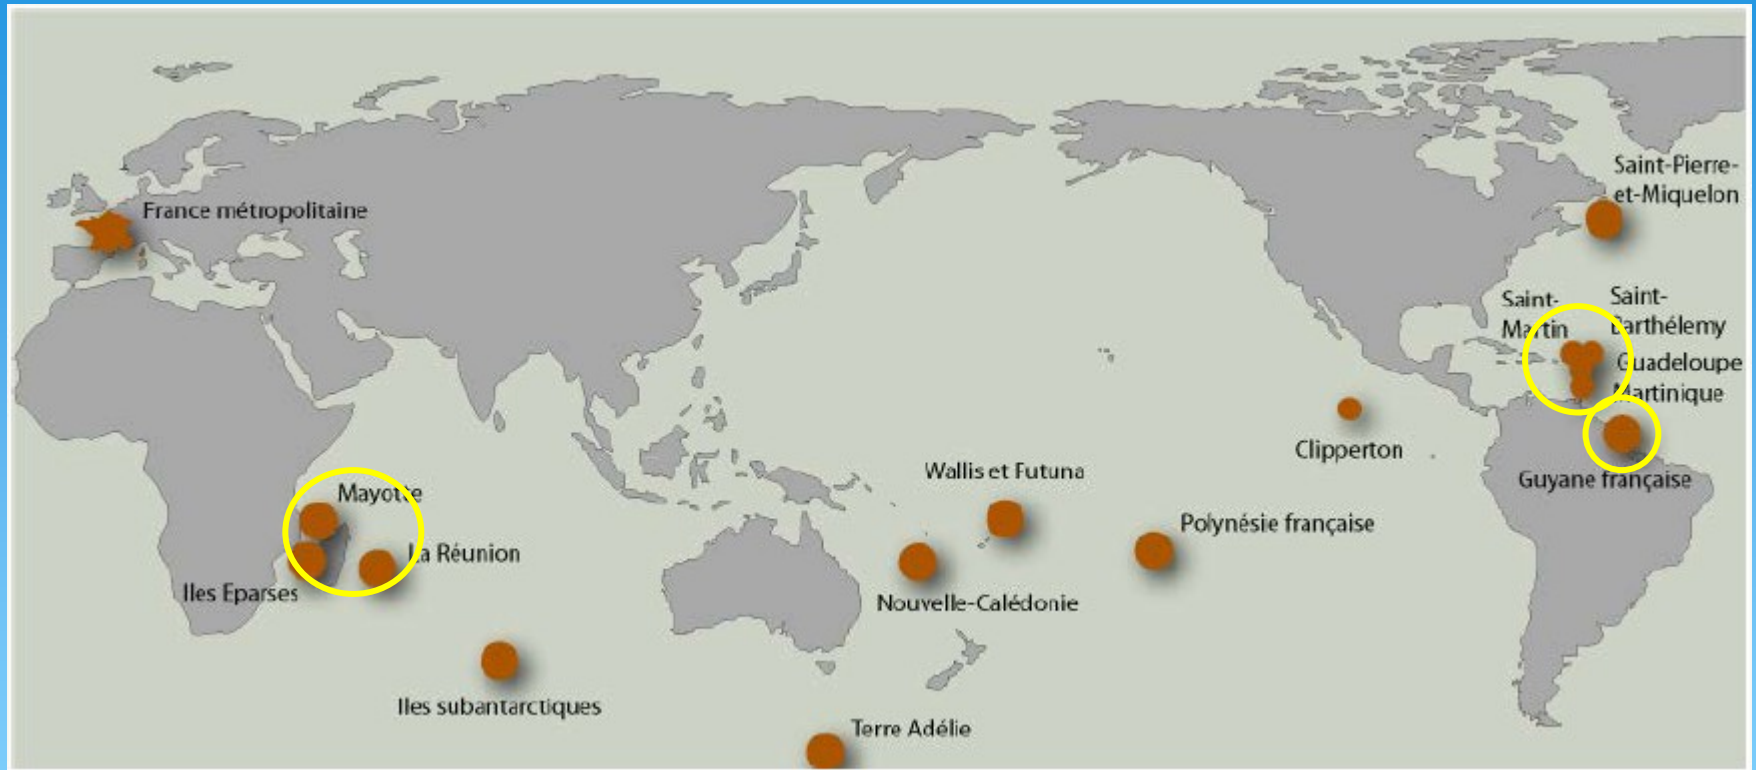 Saint-Pierre-
et-Miquelon
France métropolitaine
Saint-
Martin
Saint-
Barthélemy
Guadeloupe
Martinique
Clipperton
Wallis et Futuna
Guyane française
Mayotte
Polynésie française
La Réunion
Iles Eparses
Nouvelle-Calédonie
Iles subantarctiques
Terre Adélie